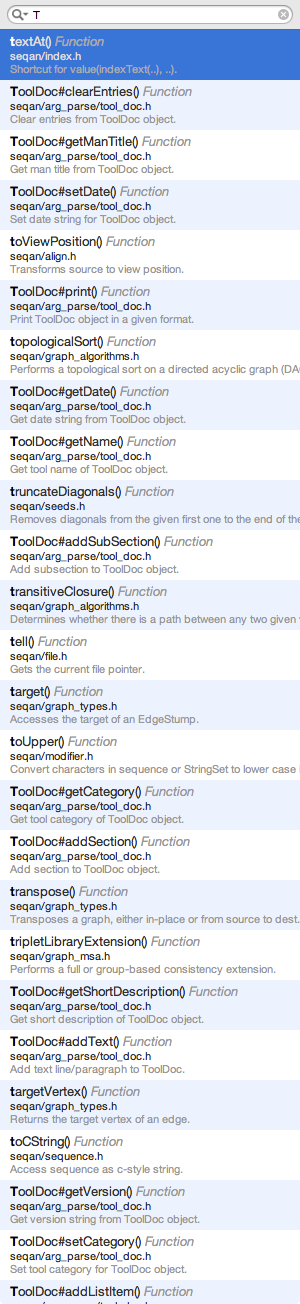 T
textAt() Function
seqan/index.h
Shortcut for value(indexText(..), ..).
ToolDoc#clearEntries() Function
seqan/arg_parse/tool_doc.h
Clear entries from ToolDoc object.
ToolDoc#getManTitle() Function
seqan/arg_parse/tool_doc.h
Get man title from ToolDoc object.
ToolDoc#setDate() Function
seqan/arg_parse/tool_doc.h
Set date string for ToolDoc object.
toViewPosition() Function
seqan/align.h
Transforms source to view position.
ToolDoc#print() Function
seqan/arg_parse/tool_doc.h
Print ToolDoc object in a given format.
topologicalSort() Function
seqan/graph_algorithms.h
Performs a topological sort on a directed acyclic graph (DA
ToolDoc#getDate() Function
seqan/arg_parse/tool_doc.h
Get date string from ToolDoc object.
ToolDoc#getName() Function
seqan/arg_parse/tool_doc.h
Get tool name of ToolDoc object.
truncateDiagonals() Function
seqan/seeds.h
Removes diagonals from the given first one to the end of the
ToolDoc#addSubSection() Function
seqan/arg_parse/tool_doc.h
Add subsection to ToolDoc object.
transitiveClosure() Function
seqan/graph_algorithms.h
Determines whether there is a path between any two given
tell() Function
seqan/file.h
Gets the current file pointer.
target() Function
seqan/graph_types.h
Accesses the target of an EdgeStump.
toUpper() Function
seqan/modifier.h
Convert characters in sequence or StringSet to lower case
ToolDoc#getCategory() Function
seqan/arg_parse/tool_doc.h
Get tool category of ToolDoc object.
ToolDoc#addSection() Function
seqan/arg_parse/tool_doc.h
Add section to ToolDoc object.
transpose() Function
seqan/graph_types.h
Transposes a graph, either in-place or from source to dest.
tripletLibraryExtension() Function
seqan/graph_msa.h
Performs a full or group-based consistency extension.
ToolDoc#getShortDescription() Function
seqan/arg_parse/tool_doc.h
Get short description of ToolDoc object.
ToolDoc#addText() Function
seqan/arg_parse/tool_doc.h
Add text line/paragraph to ToolDoc.
targetVertex() Function
seqan/graph_types.h
Returns the target vertex of an edge.
toCString() Function
seqan/sequence.h
Access sequence as c-style string.
ToolDoc#getVersion() Function
seqan/arg_parse/tool_doc.h
Get version string from ToolDoc object.
ToolDoc#setCategory() Function
seqan/arg_parse/tool_doc.h
Set tool category for ToolDoc object.
ToolDoc#addListItem() Function